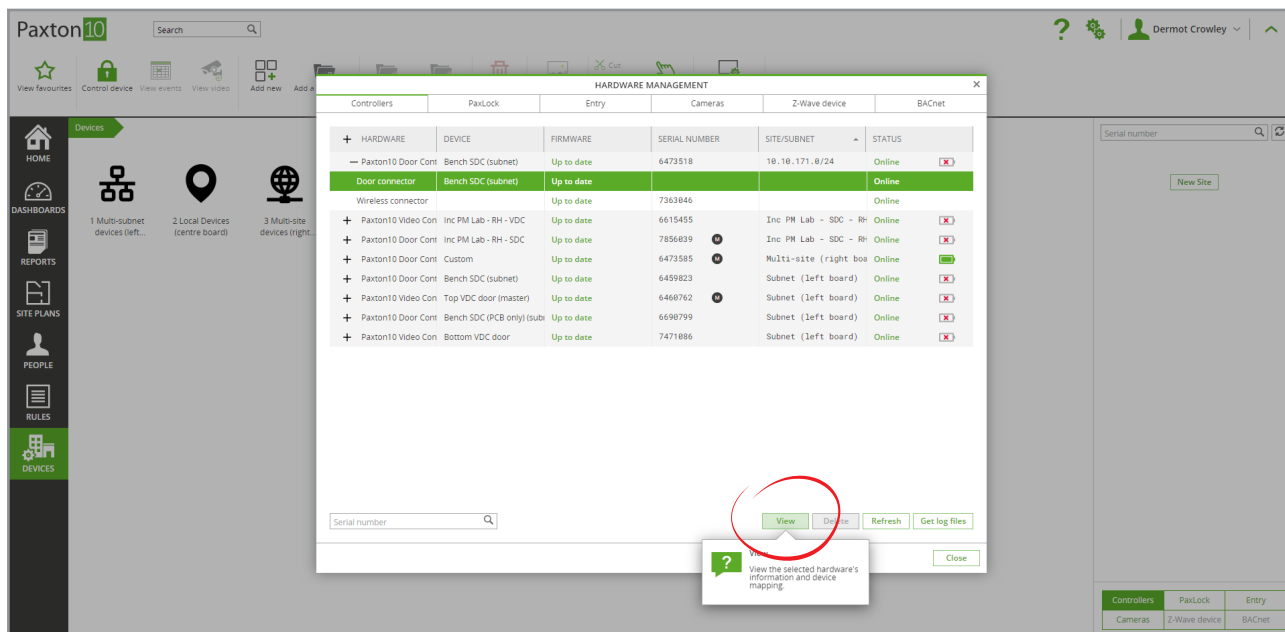 Paxton10
Search
Dermot Crowley
View favourites
Control device
View events
View video
Add new
Cut
HARDWARE MANAGEMENT
Controllers
PaxLock
Entry
Cameras
Z-Wave device
BACnet
HOME
DASHBOARDS
REPORTS
SITE PLANS
PEOPLE
RULES
DEVICES
Devices
1 Multi-subnet
devices (left...
2 Local Devices
(centre board)
3 Multi-site
devices (right...
HARDWARE DEVICE FIRMWARE SERIAL NUMBER SITE/SUBNET STATUS
Paxton10 Door Cont Bench SDC (subnet) Up to date 6473518 10.10.171.0/24 Online
Door connector Bench SDC (subnet) Up to date Online
Wireless connector Up to date 7363046 Online
Paxton10 Video Con Inc PM Lab - RH - VDC Up to date 6615455 Inc PM Lab - SDC - RH Online
Paxton10 Door Cont Inc PM Lab - RH - SDC Up to date 7856039 M Inc PM Lab - SDC - RH Online
Paxton10 Door Cont Custom Up to date 6473585 M Multi-site (right boa Online
Paxton10 Door Cont Bench SDC (subnet) Up to date 6459823 Subnet (left board) Online
Paxton10 Video Con Top VDC door (master) Up to date 6460762 M Subnet (left board) Online
Paxton10 Door Cont Bench SDC (PCB only) (subr Up to date 6690799 Subnet (left board) Online
Paxton10 Video Con Bottom VDC door Up to date 7471086 Subnet (left board) Online
Serial number
View
Delete
Refresh
Get log files
View
View the selected hardware's
information and device
mapping.
Close
Serial number
New Site
Controllers PaxLock Entry
Cameras Z-Wave device BACnet